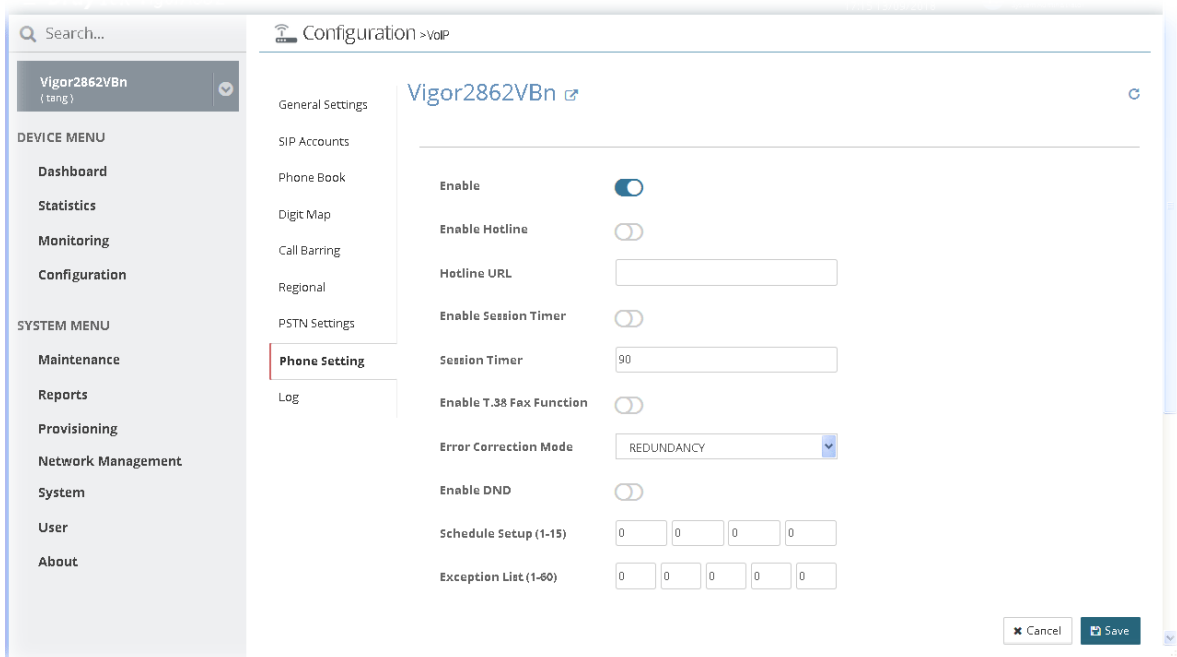 Search...
Configuration >VoIP
Vigor2862VBn
(tang)
DEVICE MENU
Dashboard
Statistics
Monitoring
Configuration
SYSTEM MENU
Maintenance
Reports
Provisioning
Network Management
System
User
About
General Settings
SIP Accounts
Phone Book
Digit Map
Call Barring
Regional
PSTN Settings
Phone Setting
Log
Vigor2862VBn
Enable
Enable Hotline
Hotline URL
Enable Session Timer
Session Timer 90
Enable T.38 Fax Function
Error Correction Mode REDUNDANCY
Enable DND
Schedule Setup (1-15) 0 0 0 0
Exception List (1-60) 0 0 0 0 0
Cancel Save